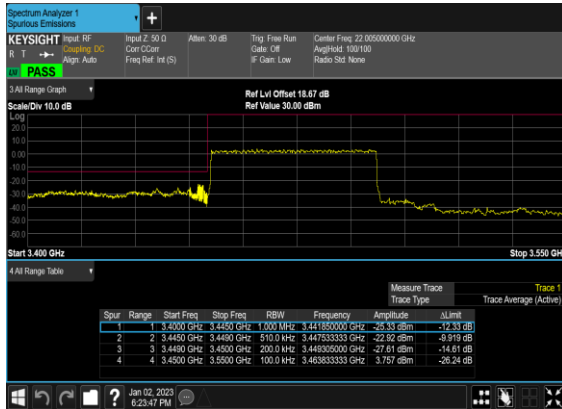 Spectrum Analyzer 1
Spurious Emissions
+
KEYSIGHT Input: RF Input Z: 50 Ω Atten: 30 dB Trig: Free Run Center Freq: 22.005000000 GHz
R T Coupling: DC Corr CCorr Gate: Off Avg|Hold: 100/100
Align: Auto Freq Ref: Int (S) IF Gain: Low Radio Std: None
LU PASS
3 All Range Graph
Ref Lvl Offset 18.67 dB
Scale/Div 10.0 dB Ref Value 30.00 dBm
Log
20.0
10.0
0.00
-10.0
-20.0
-30.0
-40.0
-50.0
-60.0
Start 3.400 GHz Stop 3.550 GH
4 All Range Table
Measure Trace Trace 1
Trace Type Trace Average (Active)
Spur Range Start Freq Stop Freq RBW Frequency Amplitude ΔLimit
1 1 3.4000 GHz 3.4450 GHz 1.000 MHz 3.441850000 GHz -25.33 dBm -12.33 dB
2 2 3.4450 GHz 3.4490 GHz 510.0 kHz 3.447533333 GHz -22.92 dBm -9.919 dB
3 3 3.4490 GHz 3.4500 GHz 200.0 kHz 3.449305000 GHz -27.61 dBm -14.61 dB
4 4 3.4500 GHz 3.5500 GHz 100.0 kHz 3.463833333 GHz 3.757 dBm -26.24 dB
?
Jan 02, 2023
6:23:47 PM